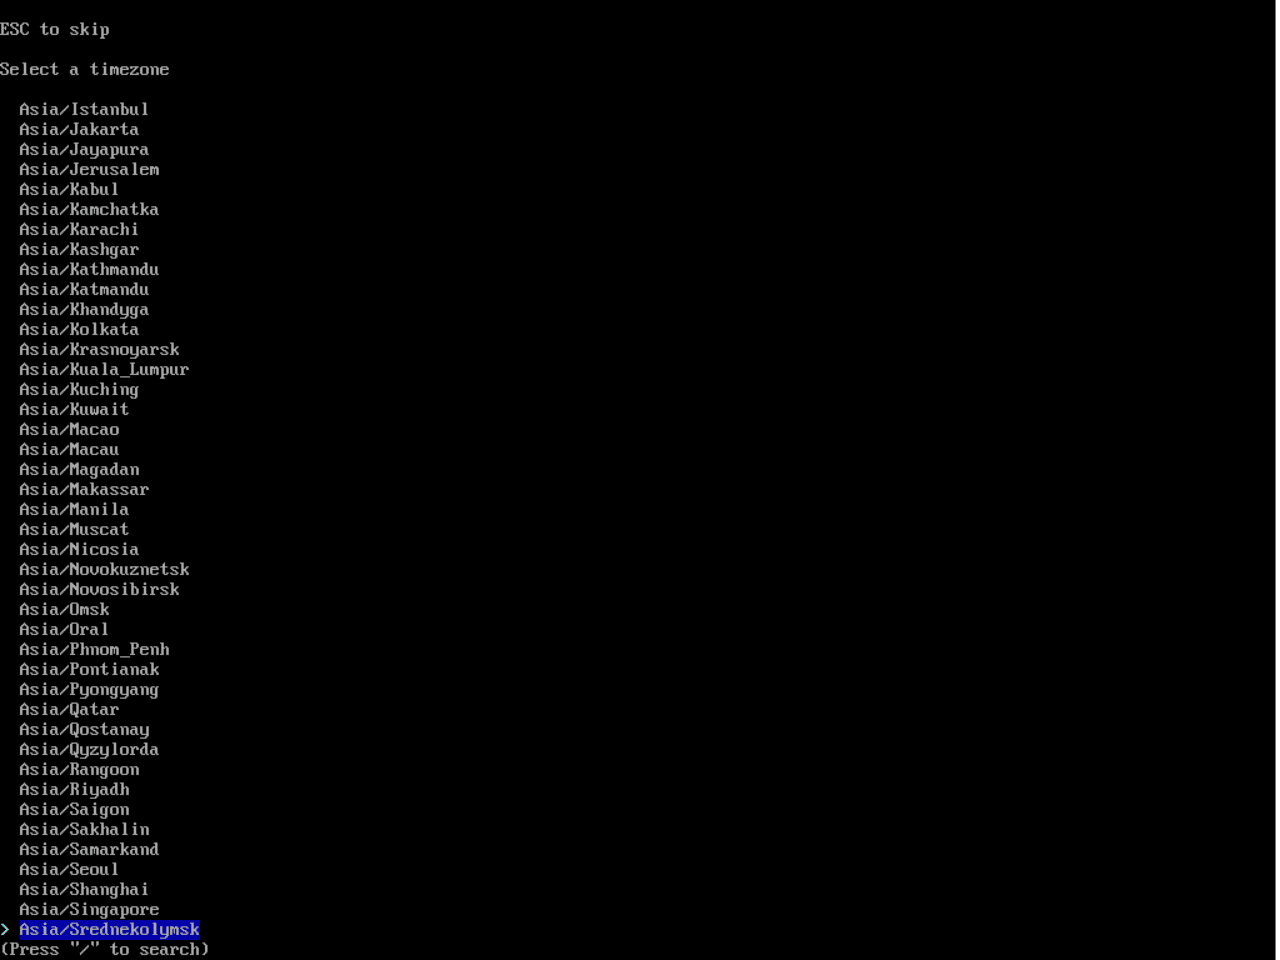 ESC to skip
Select a timezone
Asia/Istanbul
Asia/Jakarta
Asia/Jayapura
Asia/Jerusalem
Asia/Kabul
Asia/Kamchatka
Asia/Karachi
Asia/Kashgar
Asia/Kathmandu
Asia/Katmandu
Asia/Khandyga
Asia/Kolkata
Asia/Krasnoyarsk
Asia/Kuala_Lumpur
Asia/Kuching
Asia/Kuwait
Asia/Macao
Asia/Macau
Asia/Magadan
Asia/Makassar
Asia/Manila
Asia/Muscat
Asia/Nicosia
Asia/Novokuznetsk
Asia/Novosibirsk
Asia/Omsk
Asia/Oral
Asia/Phnom_Penh
Asia/Pontianak
Asia/Pyongyang
Asia/Qatar
Asia/Qostanay
Asia/Qyzylorda
Asia/Rangoon
Asia/Riyadh
Asia/Saigon
Asia/Sakhalin
Asia/Samarkand
Asia/Seoul
Asia/Shanghai
Asia/Singapore
> Asia/Srednekolymsk
(Press "/" to search)